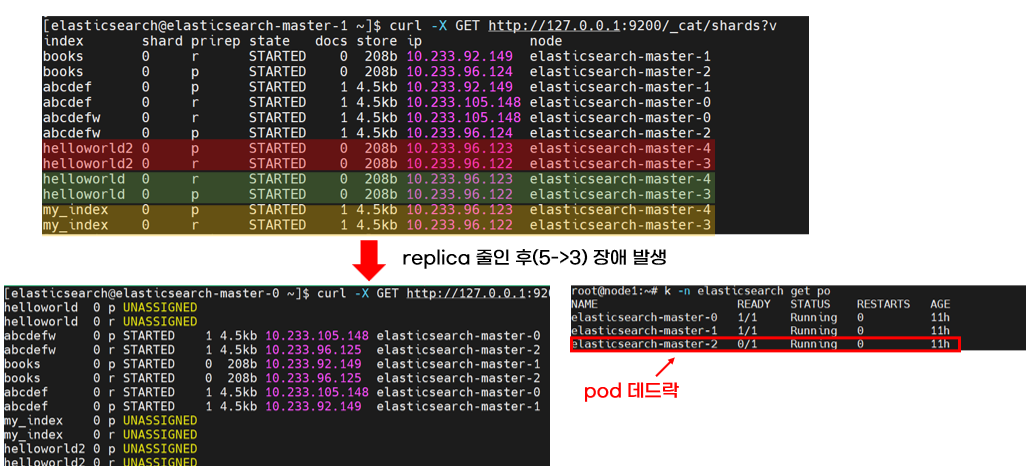 [elasticsearch@elasticsearch-master-1 ~]$ curl -X GET http://127.0.0.1:9200/_cat/shards?v
index shard prirep state docs store ip node
books 0 r STARTED 0 208b 10.233.92.149 elasticsearch-master-1
books 0 p STARTED 0 208b 10.233.96.124 elasticsearch-master-2
abcdef 0 p STARTED 1 4.5kb 10.233.92.149 elasticsearch-master-1
abcdef 0 r STARTED 1 4.5kb 10.233.105.148 elasticsearch-master-0
abcdefw 0 r STARTED 1 4.5kb 10.233.105.148 elasticsearch-master-0
abcdefw 0 p STARTED 1 4.5kb 10.233.96.124 elasticsearch-master-2
helloworld2 0 p STARTED 0 208b 10.233.96.123 elasticsearch-master-4
helloworld2 0 r STARTED 0 208b 10.233.96.122 elasticsearch-master-3
helloworld 0 r STARTED 0 208b 10.233.96.123 elasticsearch-master-4
helloworld 0 p STARTED 0 208b 10.233.96.122 elasticsearch-master-3
my_index 0 p STARTED 1 4.5kb 10.233.96.123 elasticsearch-master-4
my_index 0 r STARTED 1 4.5kb 10.233.96.122 elasticsearch-master-3
replica 줄인 후(5->3) 장애 발생
[elasticsearch@elasticsearch-master-0 ~]$ curl -X GET http://127.0.0.1:920
helloworld 0 p UNASSIGNED
helloworld 0 r UNASSIGNED
abcdefw 0 p STARTED 1 4.5kb 10.233.105.148 elasticsearch-master-0
abcdefw 0 r STARTED 1 4.5kb 10.233.96.125 elasticsearch-master-2
books 0 p STARTED 0 208b 10.233.92.149 elasticsearch-master-1
books 0 r STARTED 0 208b 10.233.96.125 elasticsearch-master-2
abcdef 0 r STARTED 1 4.5kb 10.233.105.148 elasticsearch-master-0
abcdef 0 p STARTED 1 4.5kb 10.233.92.149 elasticsearch-master-1
my_index 0 p UNASSIGNED
my_index 0 r UNASSIGNED
helloworld2 0 p UNASSIGNED
helloworld2 0 r UNASSIGNED
root@node1:~# k -n elasticsearch get po
NAME READY STATUS RESTARTS AGE
elasticsearch-master-0 1/1 Running 0 11h
elasticsearch-master-1 1/1 Running 0 11h
elasticsearch-master-2 0/1 Running 0 11h
pod 데드락